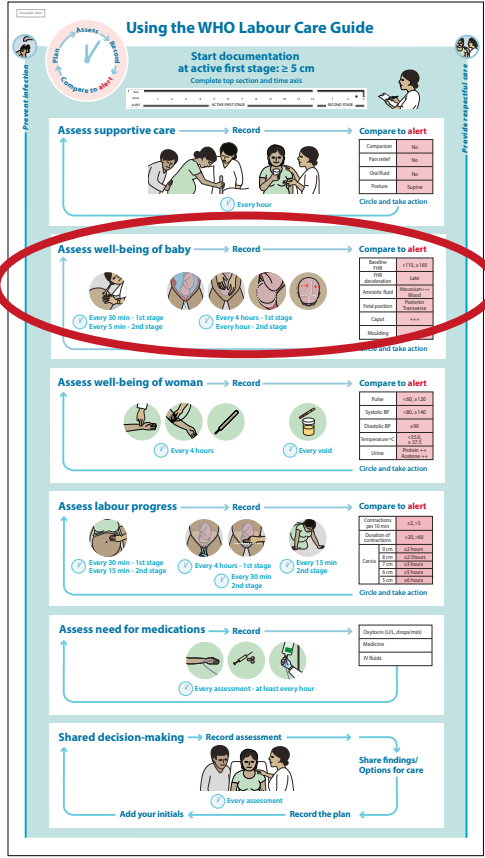 Using the WHO Labour Care Guide
Plan
Assess
Record
Compare to alert
Prevent infection
Provide respectful care
Start documentation
at active first stage: ≥ 5 cm
Complete top section and time axis
ACTIVE FIRST STAGE
SECOND STAGE
Assess supportive care
Record
Compare to alert
Companion No
Pain relief No
Oral fluid No
Posture Supine
Every hour
Circle and take action
Assess well-being of baby
Record
Compare to alert
Baseline FHR <110, ≥160
FHR deceleration Late
Amniotic fluid Meconium+++ Blood
Fetal position Posterior Transverse
Caput +++
Moulding
Every 30 min - 1st stage
Every 5 min - 2nd stage
Every 4 hours - 1st stage
Every hour - 2nd stage
Circle and take action
Assess well-being of woman
Record
Compare to alert
Pulse <60, ≥120
Systolic BP <80, ≥140
Diastolic BP ≥90
Temperature ºC <35.0, ≥ 37.5
Urine Protein ++ Acetone ++
Every 4 hours
Every void
Circle and take action
Assess labour progress
Record
Compare to alert
Contractions per 10 min ≤2, >5
Duration of contractions <20, >60
Cervix
9 cm ≥2 hours
8 cm ≥2.5hours
7 cm ≥3 hours
6 cm ≥5 hours
5 cm ≥6 hours
Every 30 min - 1st stage
Every 15 min - 2nd stage
Every 4 hours - 1st stage
Every 30 min
2nd stage
Every 15 min
2nd stage
Circle and take action
Assess need for medications
Record
Oxytocin (U/L, drops/min)
Medicine
IV fluids
Every assessment - at least every hour
Shared decision-making
Record assessment
Share findings/
Options for care
Every assessment
Add your initials
Record the plan